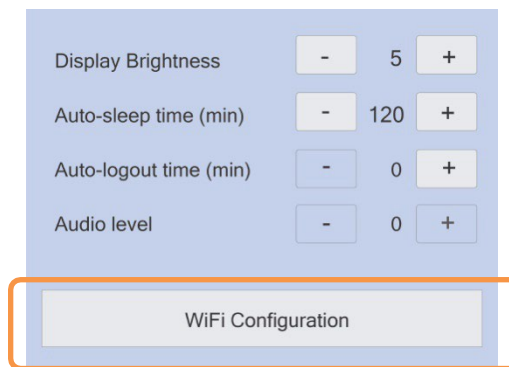 Display Brightness - 5 +
Auto-sleep time (min) - 120 +
Auto-logout time (min) - 0 +
Audio level - 0 +
WiFi Configuration